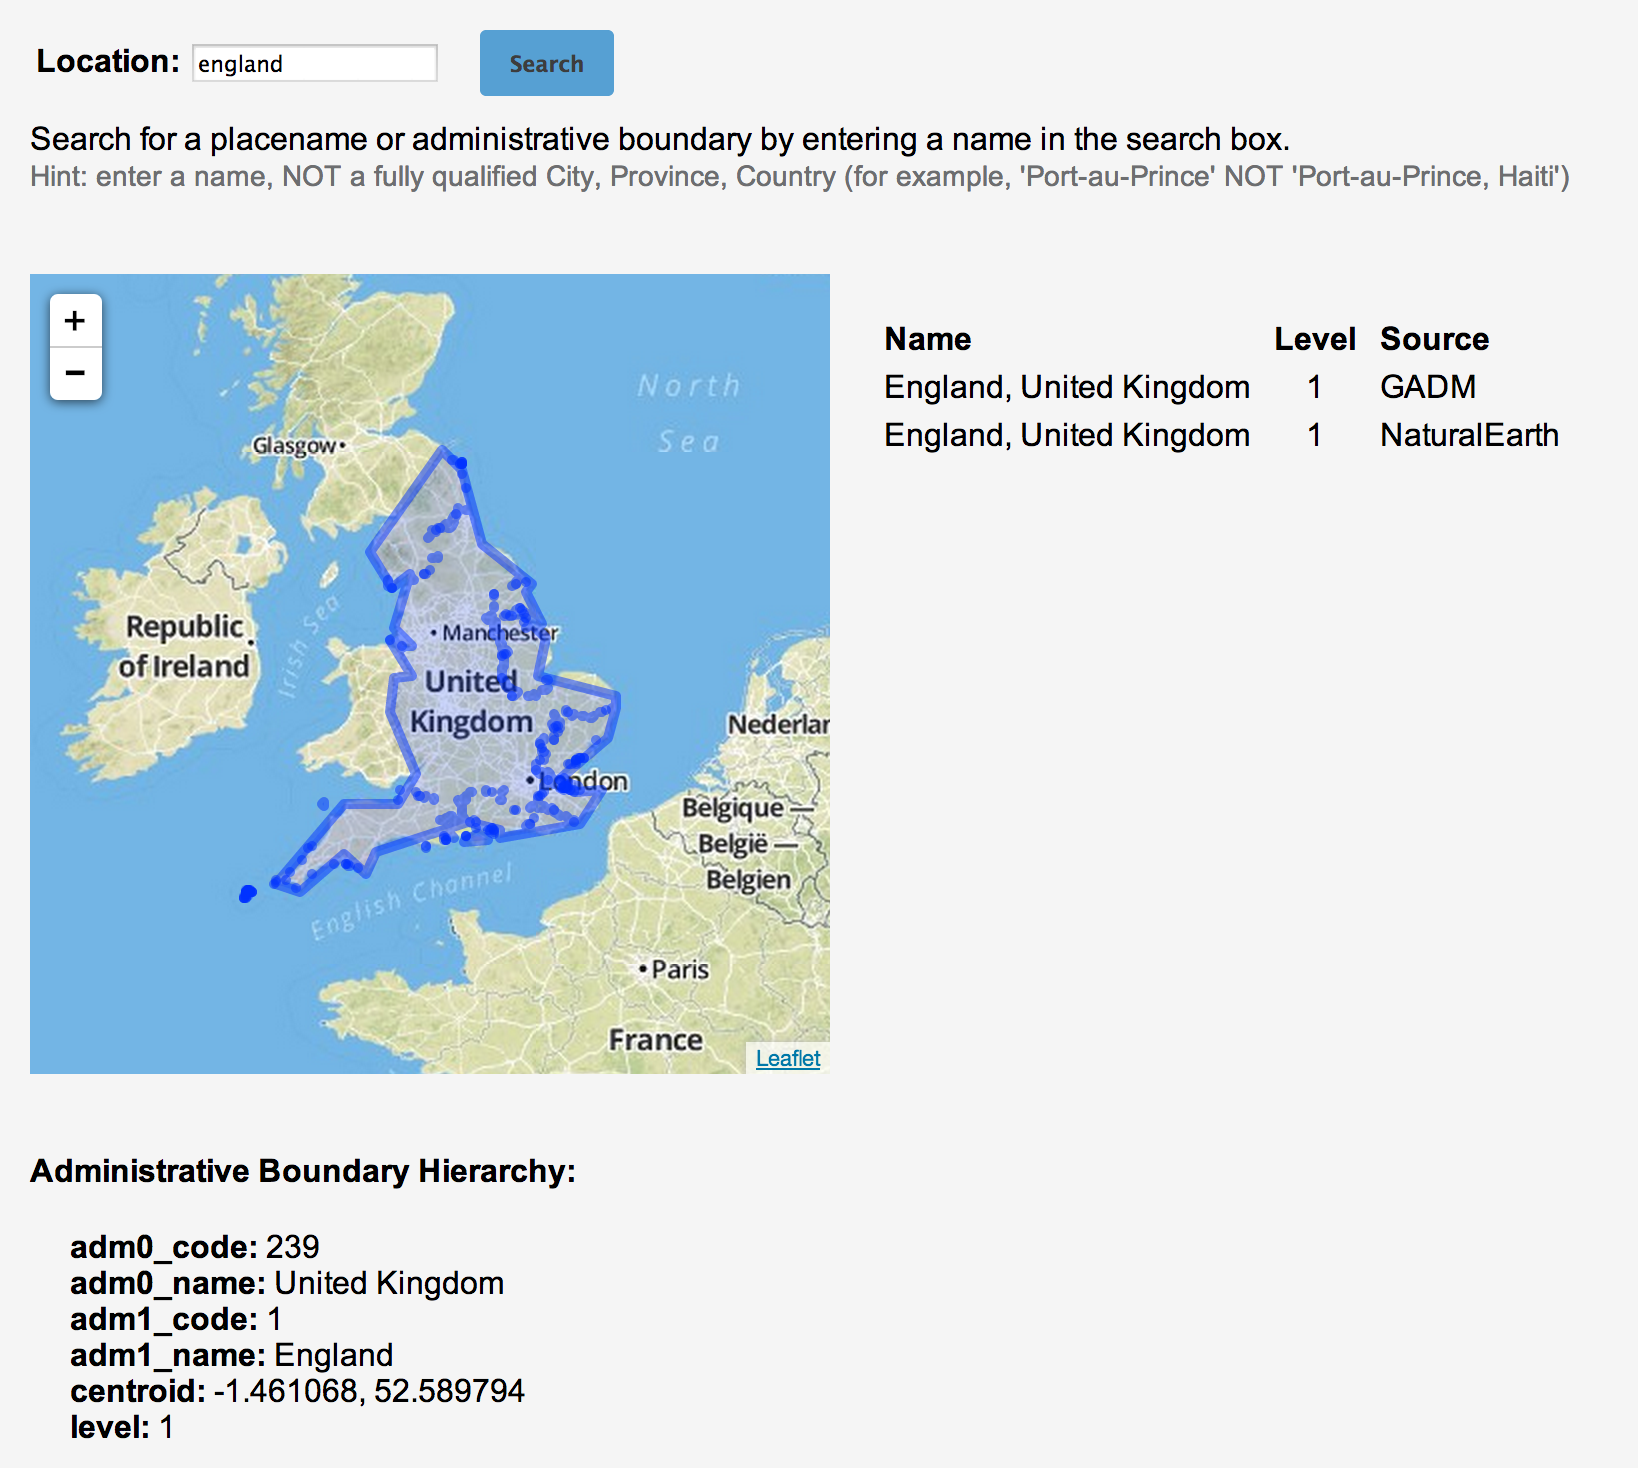 Location: england Search
Search for a placename or administrative boundary by entering a name in the search box.
Hint: enter a name, NOT a fully qualified City, Province, Country (for example, 'Port-au-Prince' NOT 'Port-au-Prince, Haiti')
+
−
North
Sea
Glasgow
Republic
of Ireland
Irish Sea
Manchester
United
Kingdom
Nederlan
London
Belgique —
België —
Belgien
English Channel
Paris
France
Leaflet
Name Level Source
England, United Kingdom 1 GADM
England, United Kingdom 1 NaturalEarth
Administrative Boundary Hierarchy:
adm0_code: 239
adm0_name: United Kingdom
adm1_code: 1
adm1_name: England
centroid: -1.461068, 52.589794
level: 1